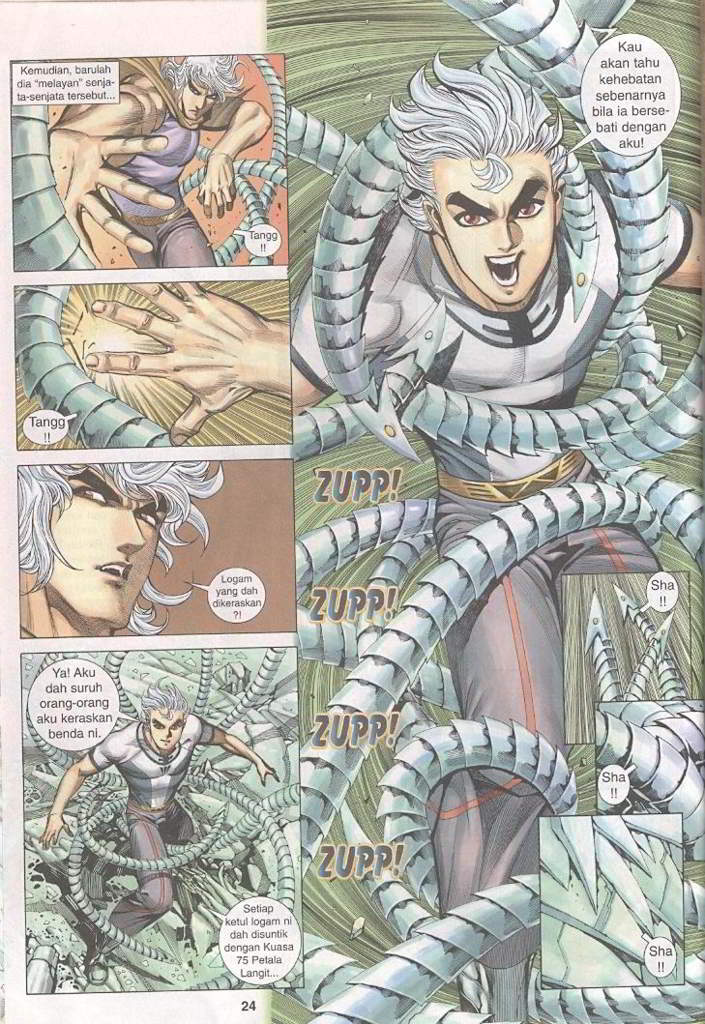 Kemudian, barulah
dia "melayan" senja-
ta-senjata tersebut...
Tangg
!!
Tangg
!!
Logam
yang dah
dikeraskan
?!
Ya! Aku
dah suruh
orang-orang
aku keraskan
benda ni.
Setiap
ketul logam ni
dah disuntik
dengan Kuasa
75 Petala
Langit...
Kau
akan tahu
kehebatan
sebenarnya
bila ia berse-
bati dengan
aku!
ZUPP!
ZUPP!
ZUPP!
ZUPP!
Sha
!!
Sha
!!
Sha
!!
24